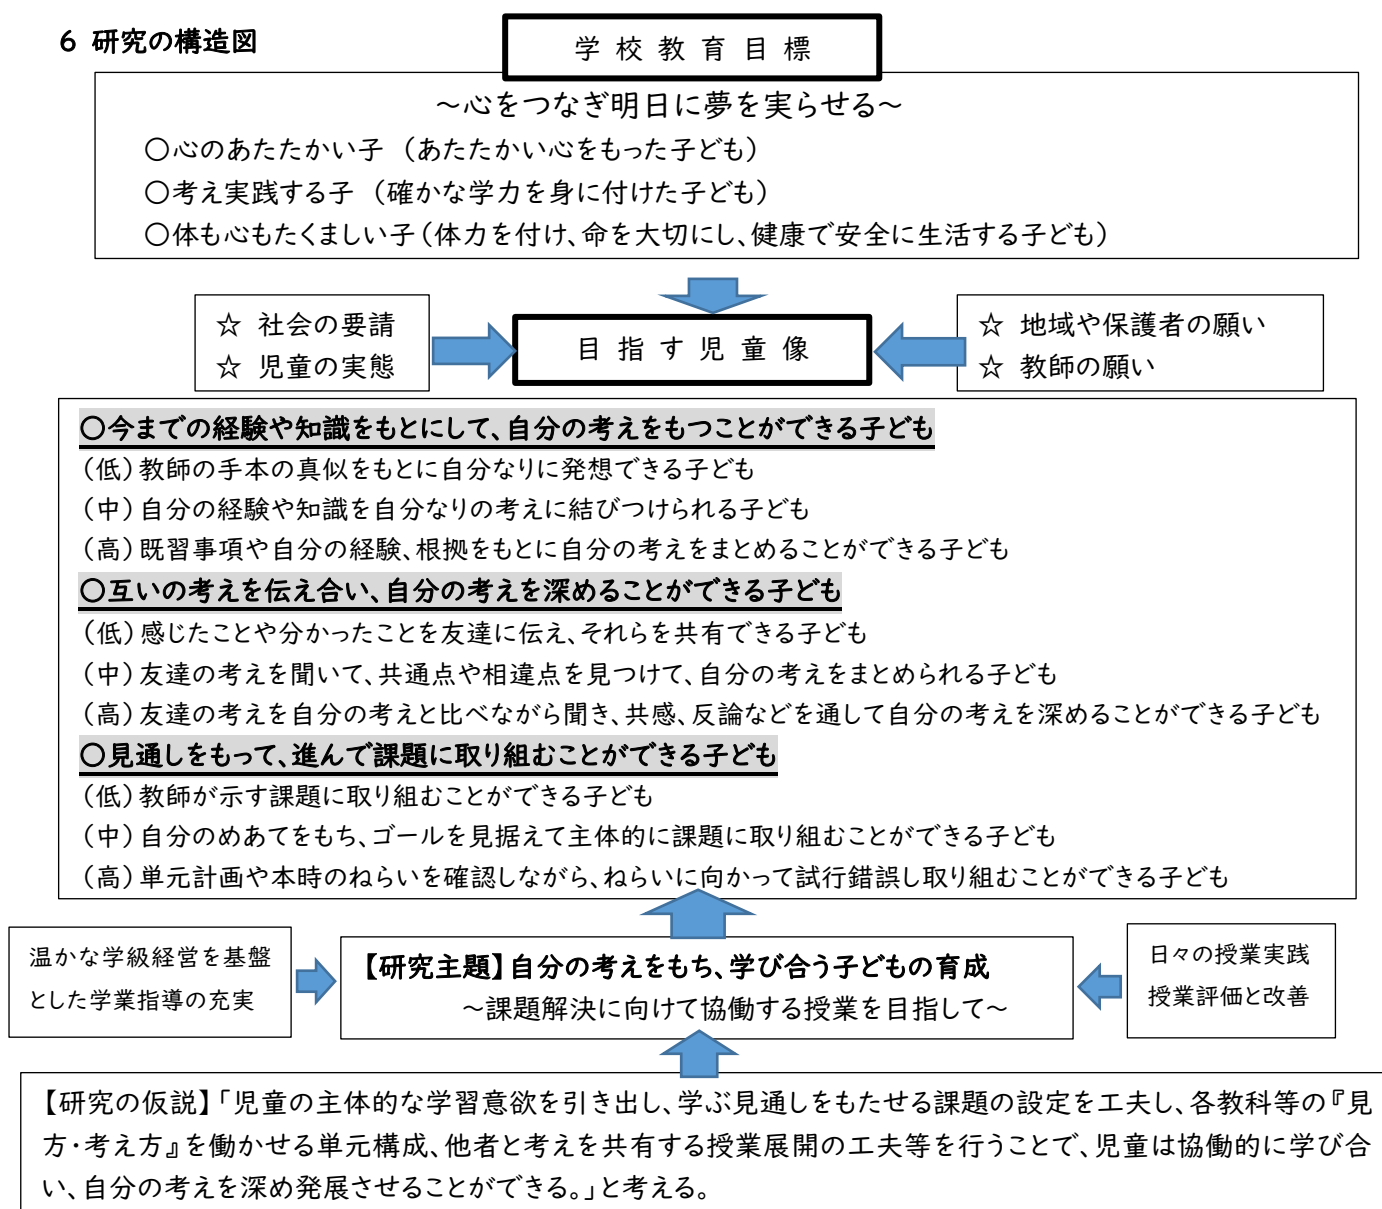 6 研究の構造図
学校教育目標
～心をつなぎ明日に夢を実らせる～
○心のあたたかい子 （あたたかい心をもった子ども）
○考え実践する子 （確かな学力を身に付けた子ども）
○体も心もたくましい子（体力を付け、命を大切にし、健康で安全に生活する子ども）
☆ 社会の要請
☆ 児童の実態
目指す児童像
☆ 地域や保護者の願い
☆ 教師の願い
○今までの経験や知識をもとにして、自分の考えをもつことができる子ども
（低）教師の手本の真似をもとに自分なりに発想できる子ども
（中）自分の経験や知識を自分なりの考えに結びつけられる子ども
（高）既習事項や自分の経験、根拠をもとに自分の考えをまとめることができる子ども
○互いの考えを伝え合い、自分の考えを深めることができる子ども
（低）感じたことや分かったことを友達に伝え、それらを共有できる子ども
（中）友達の考えを聞いて、共通点や相違点を見つけて、自分の考えをまとめられる子ども
（高）友達の考えを自分の考えと比べながら聞き、共感、反論などを通して自分の考えを深めることができる子ども
○見通しをもって、進んで課題に取り組むことができる子ども
（低）教師が示す課題に取り組むことができる子ども
（中）自分のめあてをもち、ゴールを見据えて主体的に課題に取り組むことができる子ども
（高）単元計画や本時のねらいを確認しながら、ねらいに向かって試行錯誤し取り組むことができる子ども
温かな学級経営を基盤
とした学業指導の充実
【研究主題】自分の考えをもち、学び合う子どもの育成
～課題解決に向けて協働する授業を目指して～
日々の授業実践
授業評価と改善
【研究の仮説】「児童の主体的な学習意欲を引き出し、学ぶ見通しをもたせる課題の設定を工夫し、各教科等の『見
方・考え方』を働かせる単元構成、他者と考えを共有する授業展開の工夫等を行うことで、児童は協働的に学び合
い、自分の考えを深め発展させることができる。」と考える。